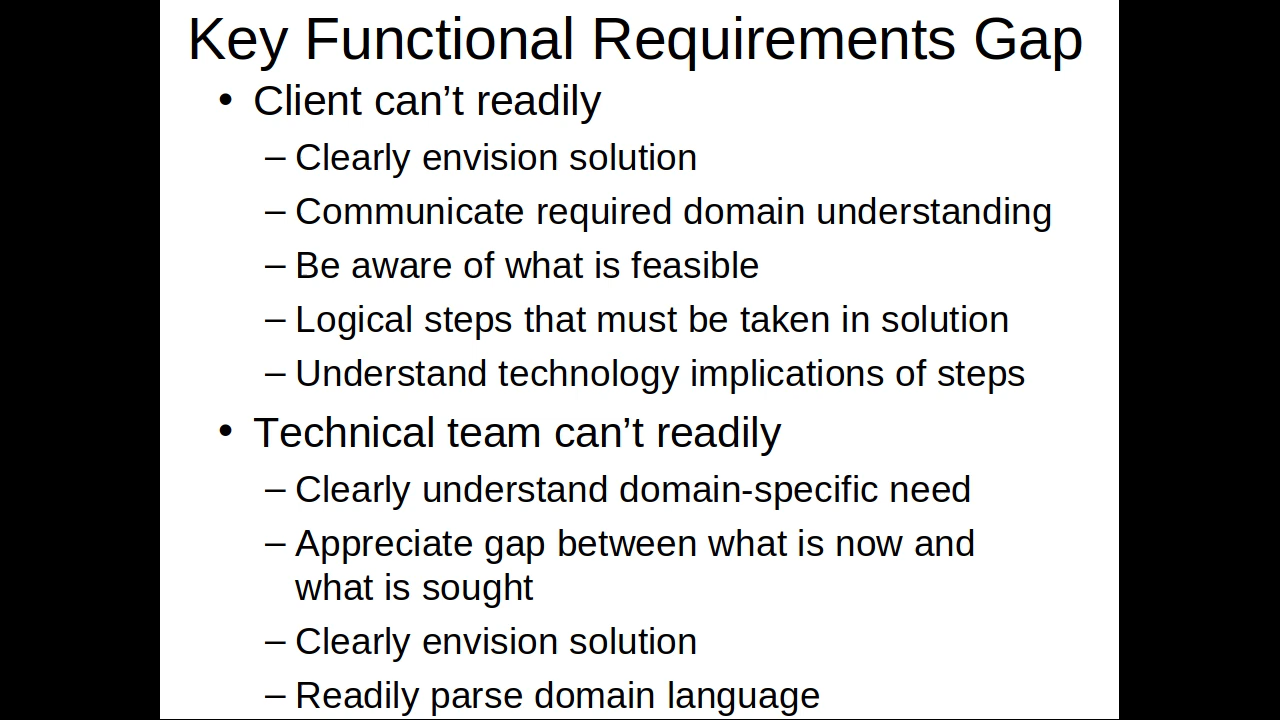 Key Functional Requirements Gap
• Client can’t readily
– Clearly envision solution
– Communicate required domain understanding
– Be aware of what is feasible
– Logical steps that must be taken in solution
– Understand technology implications of steps
• Technical team can’t readily
– Clearly understand domain-specific need
– Appreciate gap between what is now and
what is sought
– Clearly envision solution
– Readily parse domain language